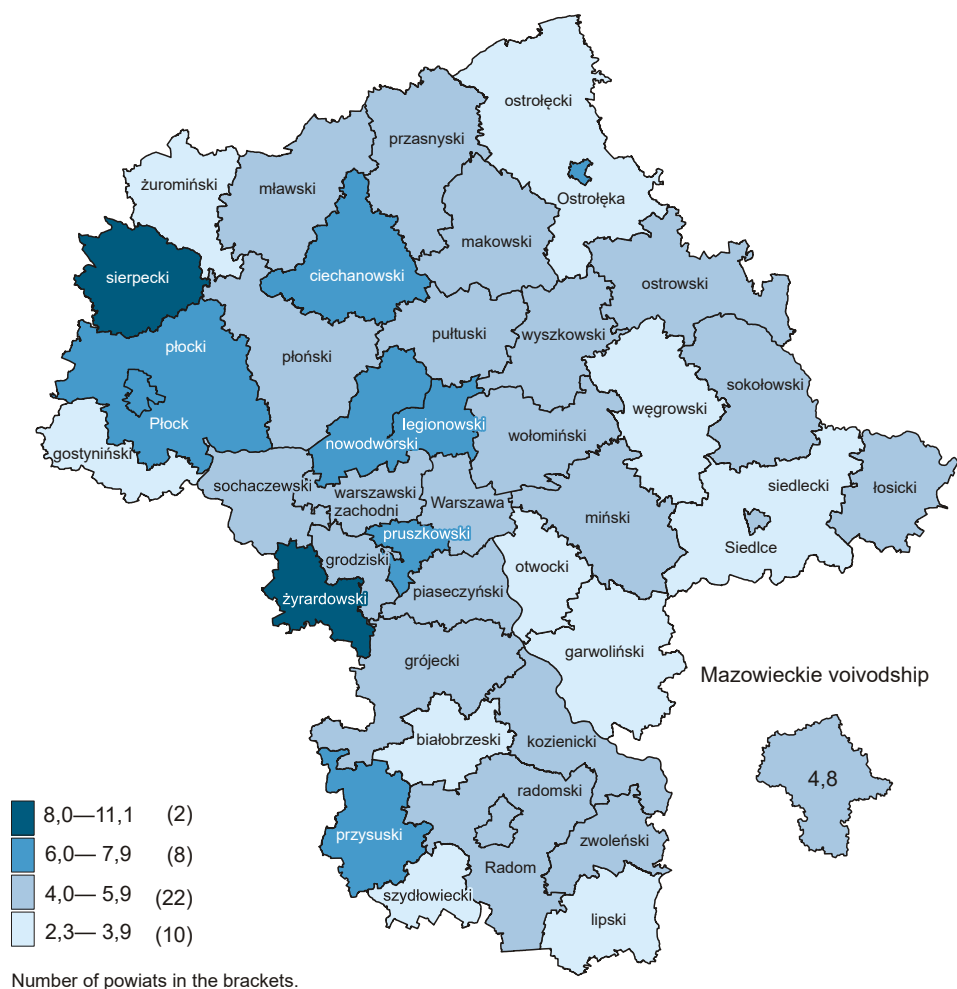 ostrołęcki
przasnyski
żuromiński
mławski
Ostrołęka
makowski
sierpecki
ciechanowski
ostrowski
płocki
pułtuski
wyszkowski
płoński
sokołowski
węgrowski
Płock
legionowski
nowodworski
wołomiński
gostyniński
sochaczewski
siedlecki
łosicki
warszawski
zachodni
Warszawa
miński
pruszkowski
Siedlce
grodziski
otwocki
żyrardowski
piaseczyński
garwoliński
grójecki
Mazowieckie voivodship
białobrzeski
kozienicki
4,8
radomski
przysuski
zwoleński
Radom
szydłowiecki
lipski
8,0—11,1 (2)
6,0— 7,9 (8)
4,0— 5,9 (22)
2,3— 3,9 (10)
Number of powiats in the brackets.